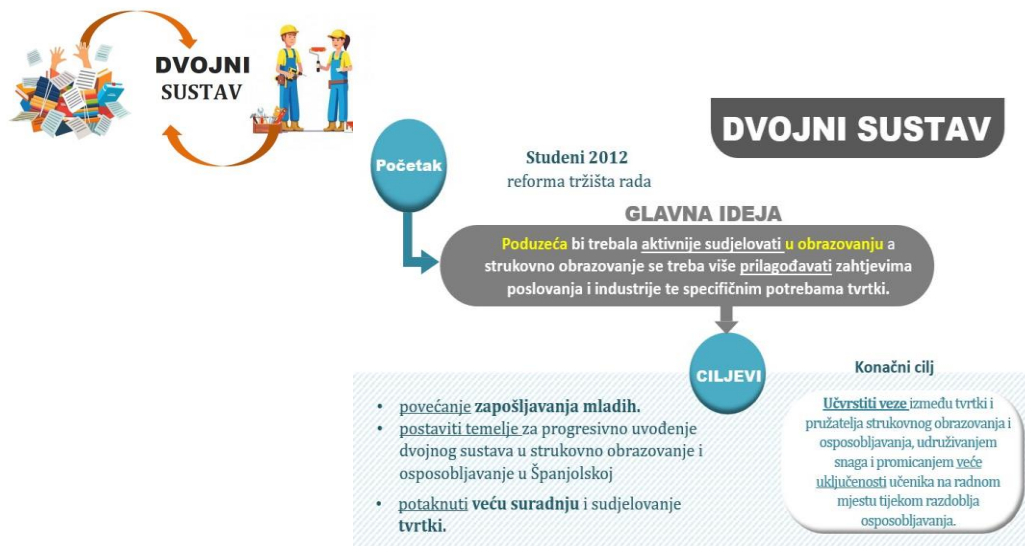 DVOJNI
SUSTAV
DVOJNI SUSTAV
Početak
Studeni 2012
reforma tržišta rada
GLAVNA IDEJA
Poduzeća bi trebala aktivnije sudjelovati u obrazovanju a
strukovno obrazovanje se treba više prilagođavati zahtjevima
poslovanja i industrije te specifičnim potrebama tvrtki.
CILJEVI
• povećanje zapošljavanja mladih.
• postaviti temelje za progresivno uvođenje
dvojnog sustava u strukovno obrazovanje i
osposobljavanje u Španjolskoj
• potaknuti veću suradnju i sudjelovanje
tvrtki.
Konačni cilj
Učvrstiti veze između tvrtki i
pružatelja strukovnog obrazovanja i
osposobljavanja, udruživanjem
snaga i promicanjem veće
uključenosti učenika na radnom
mjestu tijekom razdoblja
osposobljavanja.